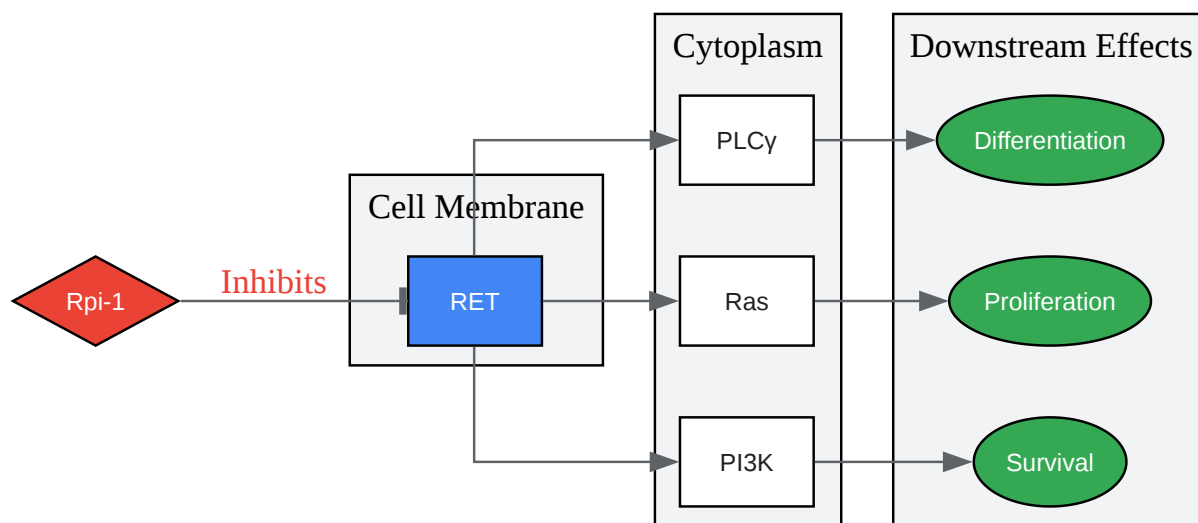 Cytoplasm
Downstream Effects
PLCγ
Differentiation
Cell Membrane
Rpi-1
Inhibits
RET
Ras
Proliferation
PI3K
Survival